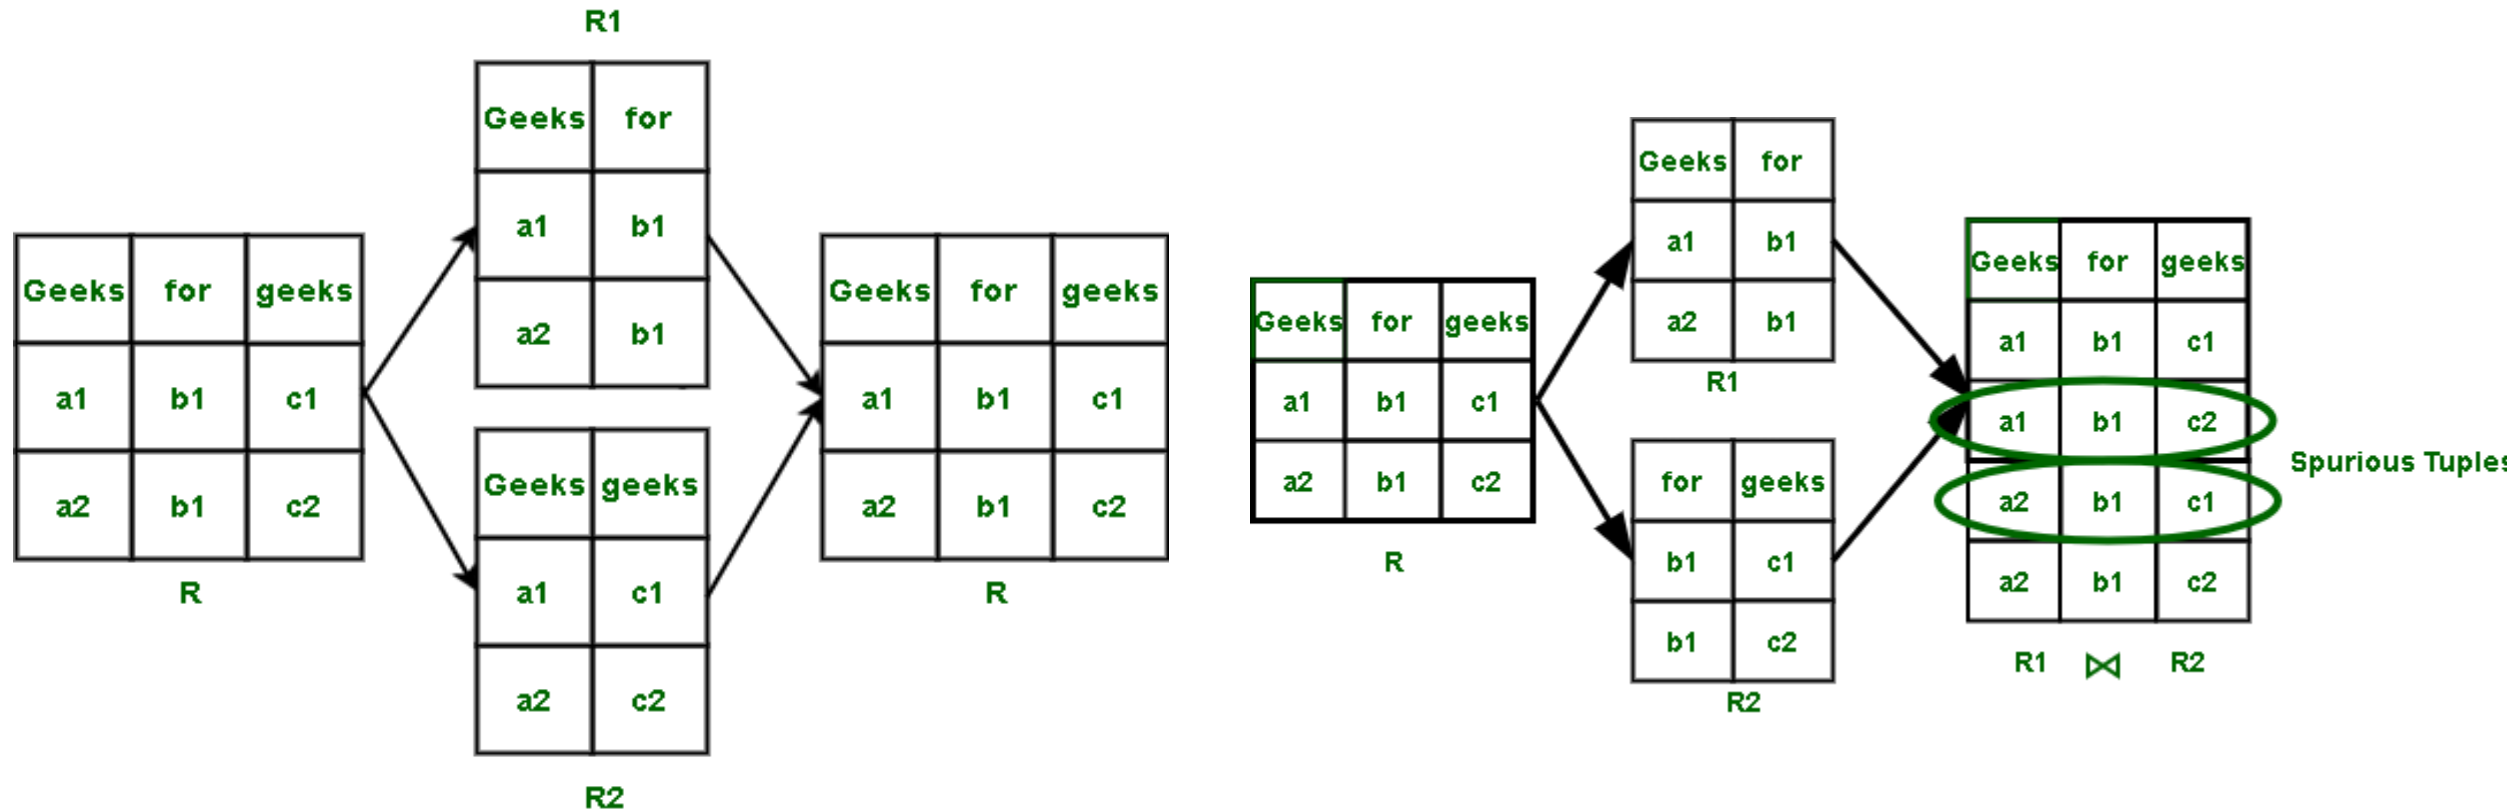 R1
Geeks for
a1 b1
a2 b1
Geeks for geeks
a1 b1 c1
a2 b1 c2
R
Geeks geeks
a1 c1
a2 c2
R2
Geeks for geeks
a1 b1 c1
a2 b1 c2
R
Geeks for geeks
a1 b1 c1
a2 b1 c2
R
Geeks for
a1 b1
a2 b1
R1
for geeks
b1 c1
b1 c2
R2
Geeks for geeks
a1 b1 c1
a1 b1 c2
a2 b1 c1
a2 b1 c2
R1 ⋈ R2
Spurious Tuples